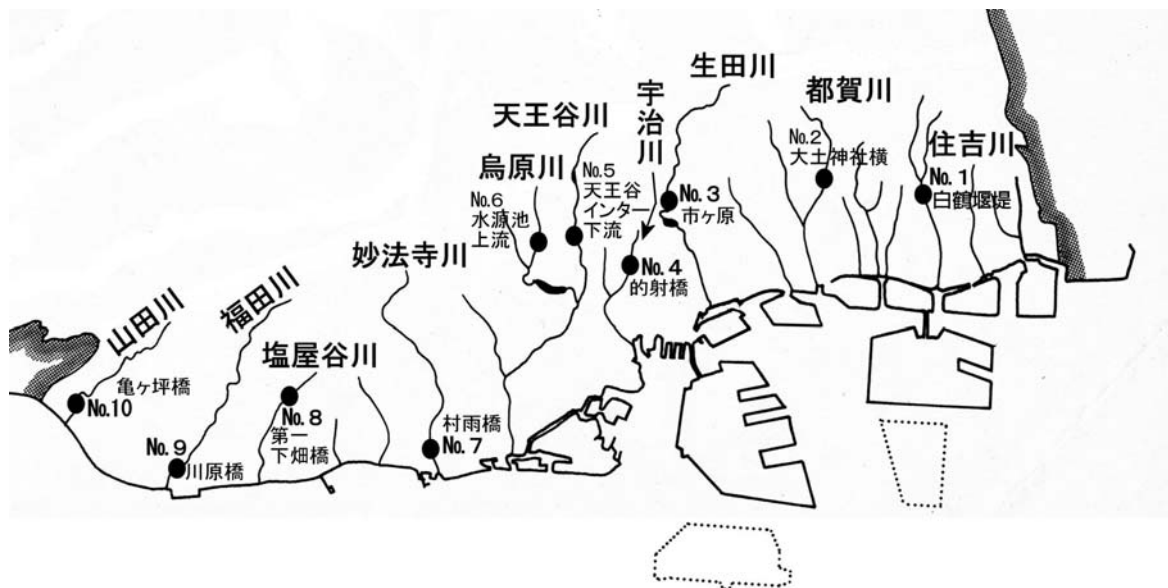 生田川
宇治川
都賀川
天王谷川
住吉川
烏原川
No.2
大土神社横
No.1
白鶴堰堤
No.5
天王谷
インター
下流
No.6
水源池
上流
No.3
市ヶ原
妙法寺川
No.4
的射橋
福田川
山田川
塩屋谷川
亀ヶ坪橋
No.10
No.8
第一
下畑橋
村雨橋
No.7
No.9
川原橋